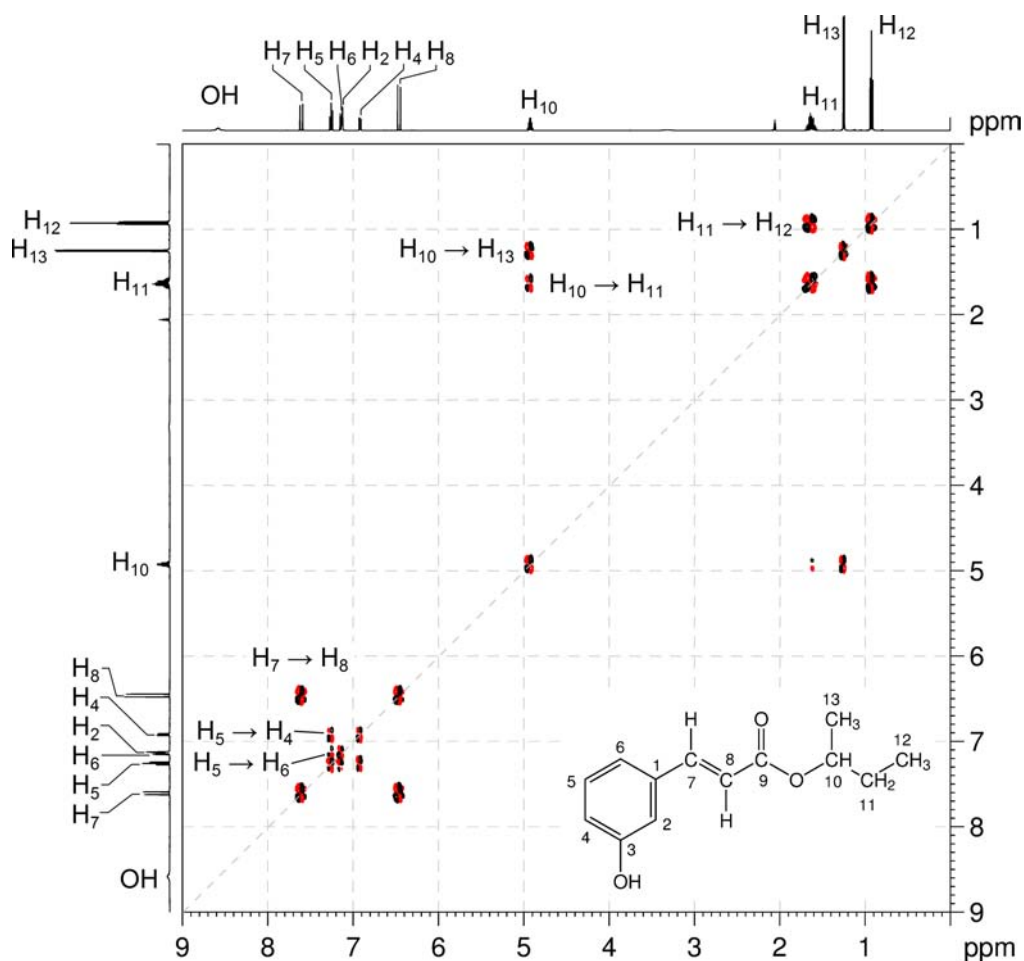 H₁₃ H₁₂
H₇ H₅ H₆ H₂ H₄ H₈
OH H₁₀ H₁₁
ppm
H₁₂
H₁₃
H₁₁
H₁₀
H₈
H₄
H₂
H₆
H₅
H₇
OH
H₁₁ → H₁₂
H₁₀ → H₁₃
H₁₀ → H₁₁
H₇ → H₈
H₅ → H₄
H₅ → H₆
1
2
3
4
5
6
7
8
9
13
H O CH₃
6 8 12
1 CH₃
5 7 9 O 10 CH₂
4 2 H 11
3
OH
9 8 7 6 5 4 3 2 1 ppm